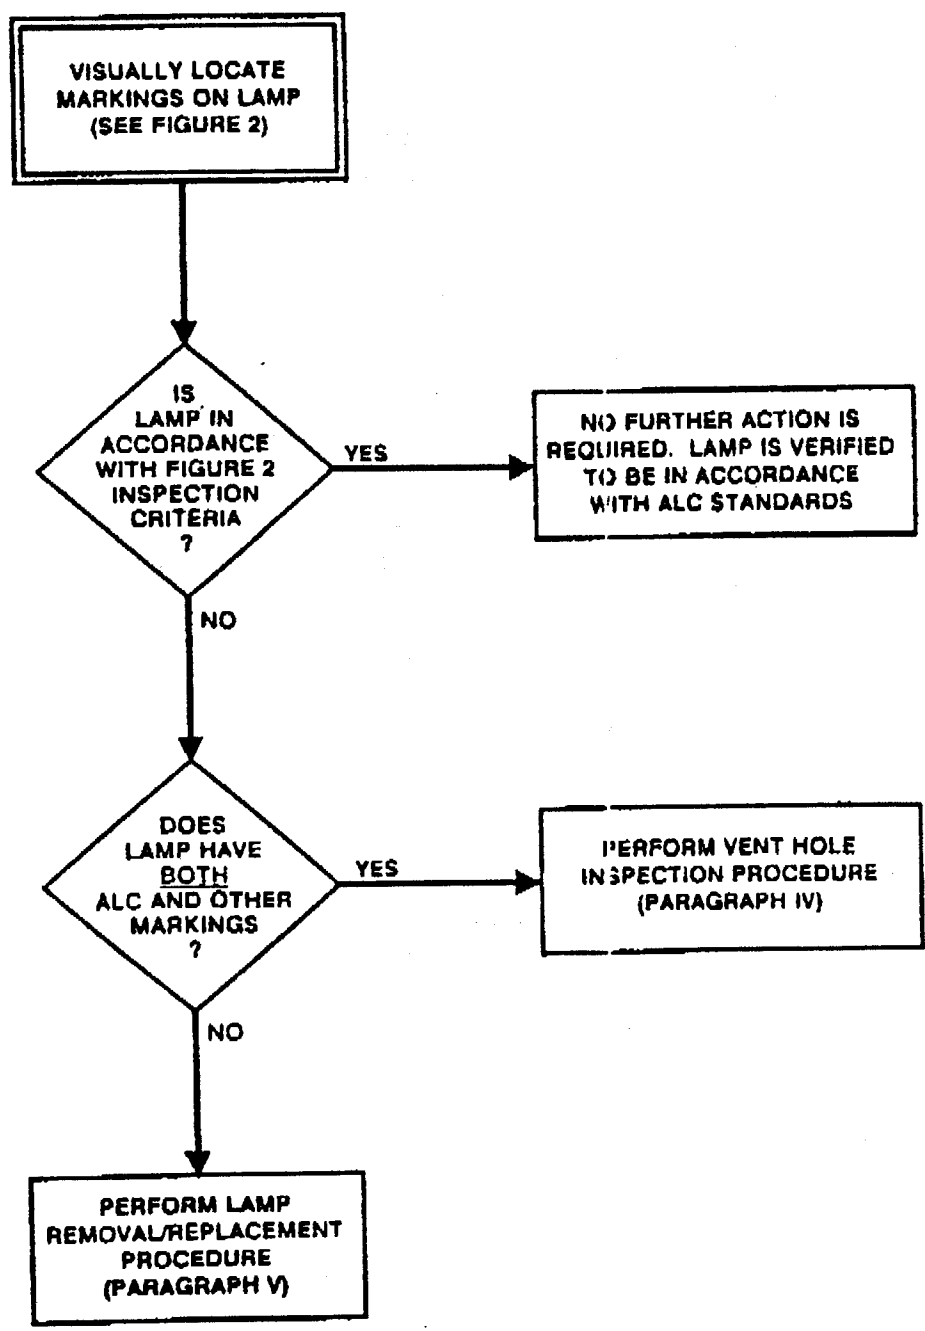 VISUALLY LOCATE
MARKINGS ON LAMP
(SEE FIGURE 2)
IS
LAMP IN
ACCORDANCE
WITH FIGURE 2
INSPECTION
CRITERIA
?
YES
NO FURTHER ACTION IS
REQUIRED. LAMP IS VERIFIED
TO BE IN ACCORDANCE
WITH ALC STANDARDS
NO
DOES
LAMP HAVE
BOTH
ALC AND OTHER
MARKINGS
?
YES
PERFORM VENT HOLE
INSPECTION PROCEDURE
(PARAGRAPH IV)
NO
PERFORM LAMP
REMOVAL/REPLACEMENT
PROCEDURE
(PARAGRAPH V)